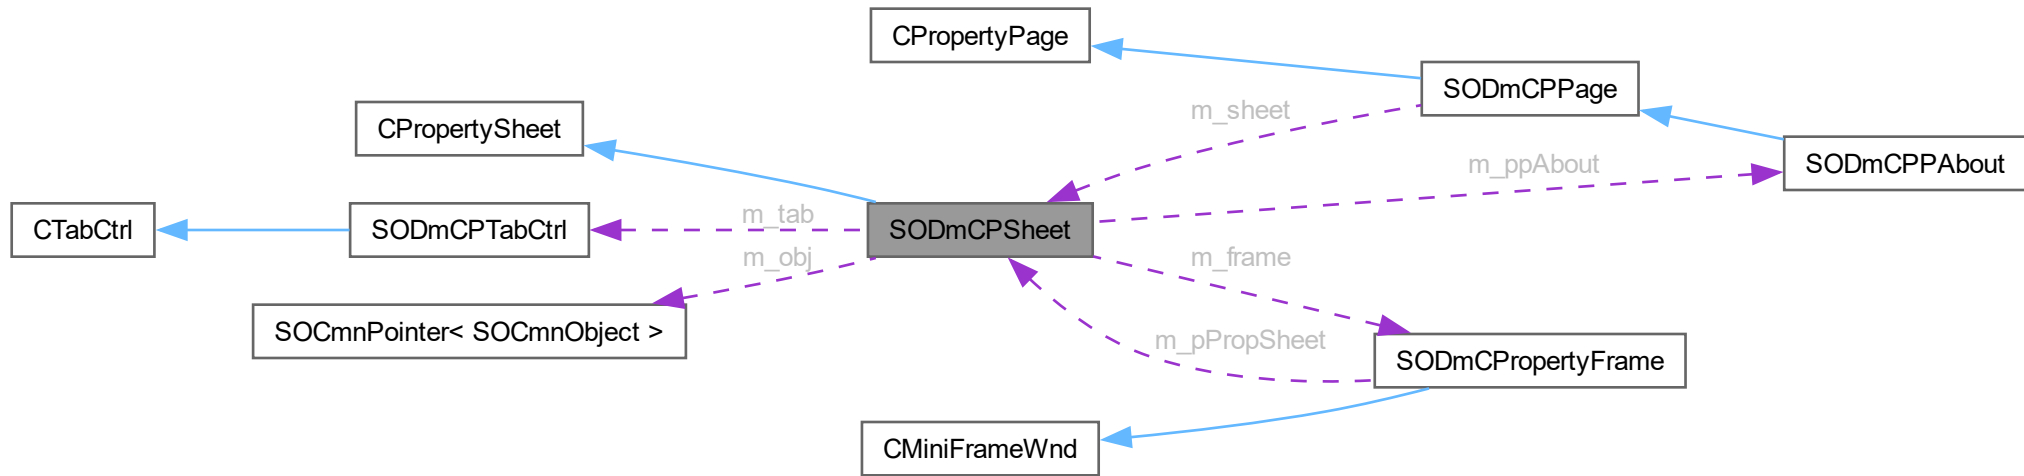 CPropertyPage
SODmCPPage
m_sheet
CPropertySheet
m_ppAbout
SODmCPPAbout
CTabCtrl
SODmCPTabCtrl
m_tab
SODmCPSheet
m_obj
m_frame
SOCmnPointer< SOCmnObject >
m_pPropSheet
SODmCPropertyFrame
CMiniFrameWnd